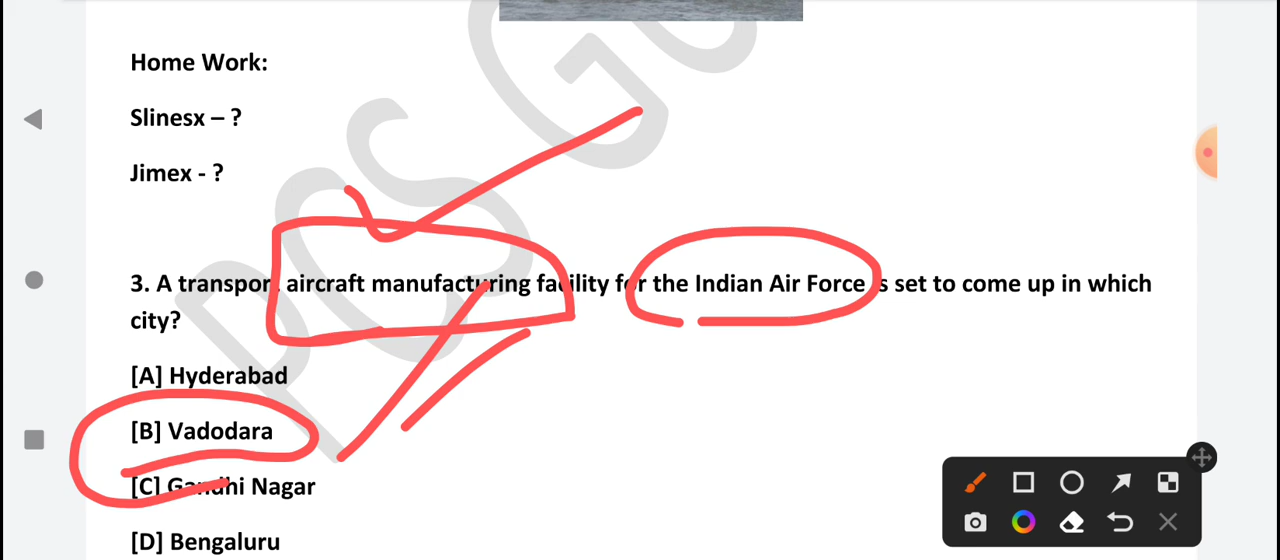 Home Work:
Slinesx – ?
Jimex - ?
3. A transport aircraft manufacturing facility for the Indian Air Force is set to come up in which
city?
[A] Hyderabad
[B] Vadodara
[C] Gandhi Nagar
[D] Bengaluru